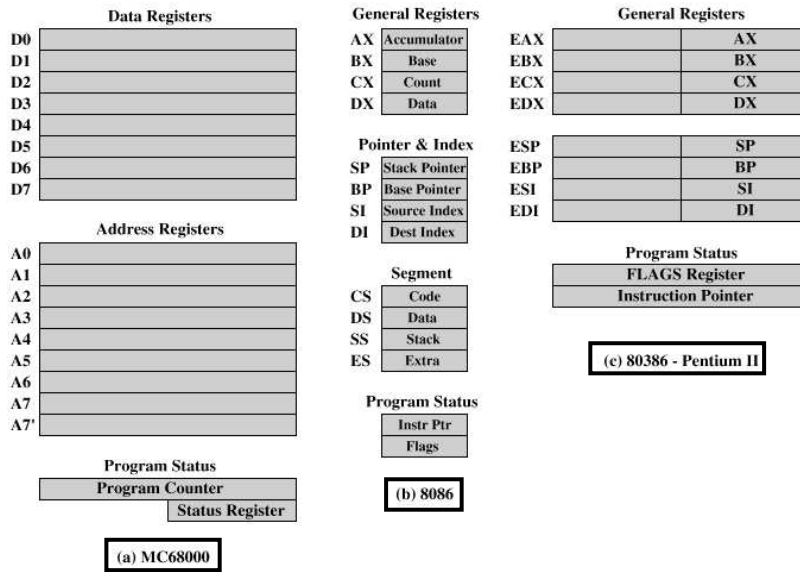 Data Registers
D0
D1
D2
D3
D4
D5
D6
D7
Address Registers
A0
A1
A2
A3
A4
A5
A6
A7
A7'
Program Status
Program Counter
Status Register
(a) MC68000
General Registers
AX Accumulator
BX Base
CX Count
DX Data
Pointer & Index
SP Stack Pointer
BP Base Pointer
SI Source Index
DI Dest Index
Segment
CS Code
DS Data
SS Stack
ES Extra
Program Status
Instr Ptr
Flags
(b) 8086
General Registers
EAX AX
EBX BX
ECX CX
EDX DX
ESP SP
EBP BP
ESI SI
EDI DI
Program Status
FLAGS Register
Instruction Pointer
(c) 80386 - Pentium II